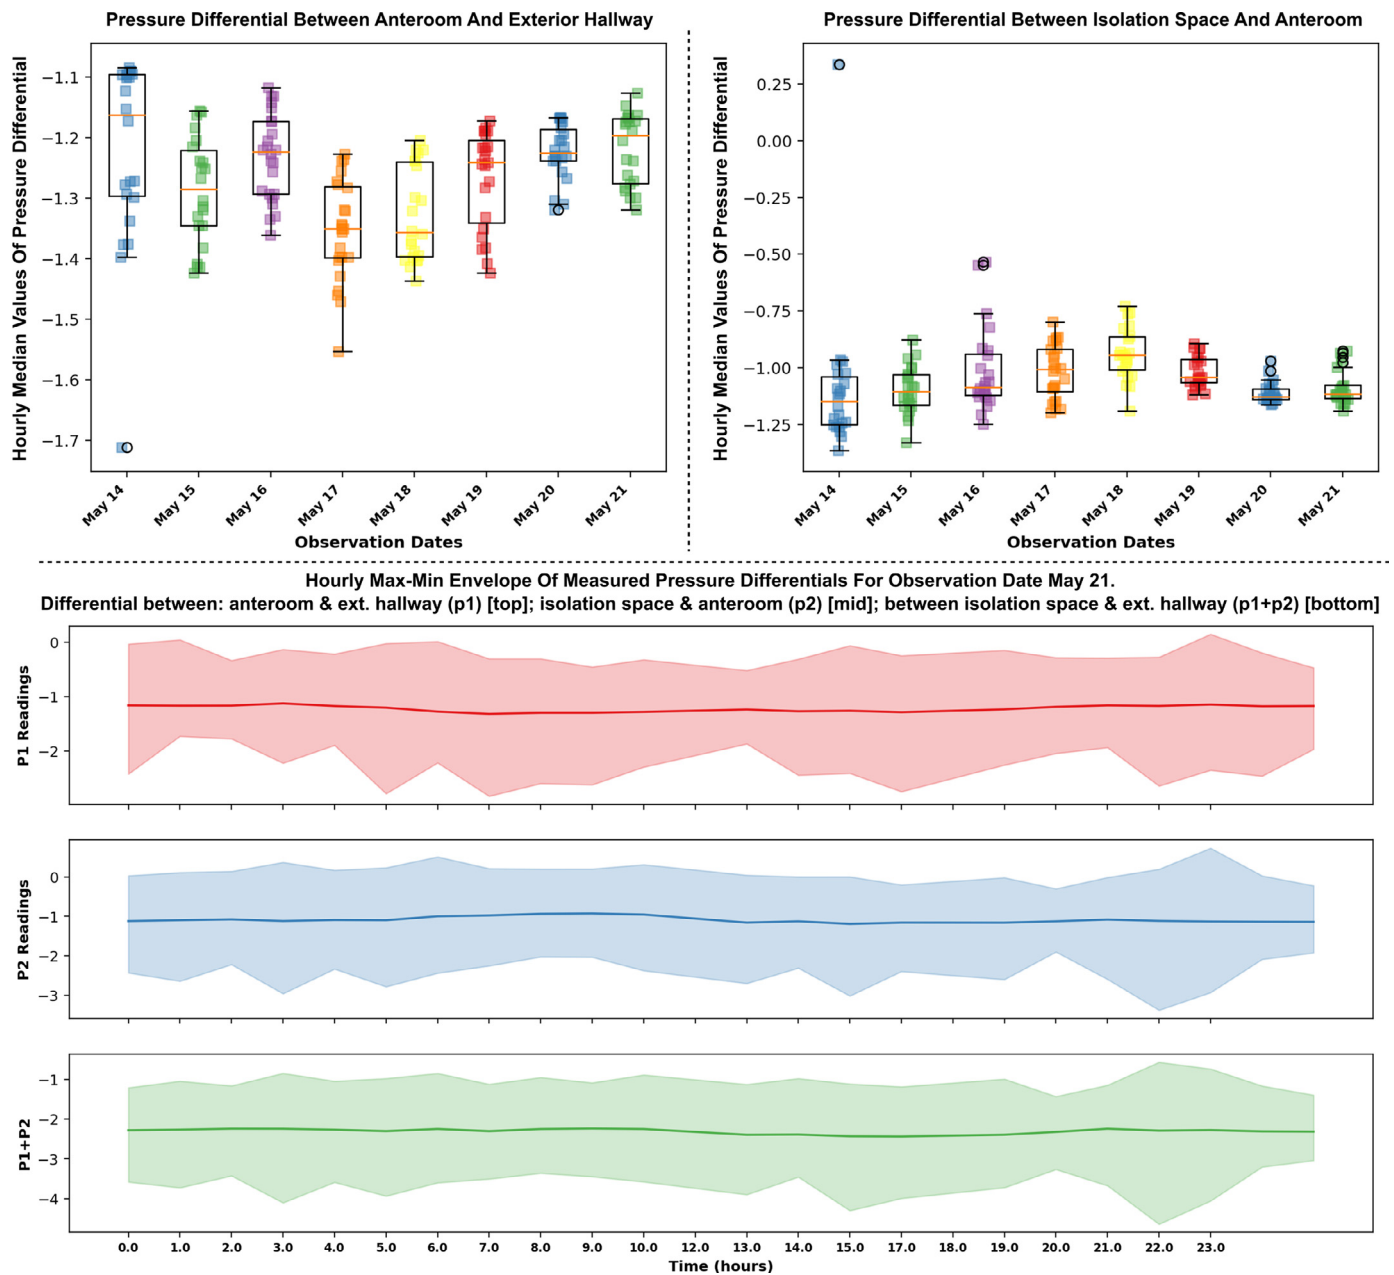 Pressure Differential Between Anteroom And Exterior Hallway
Hourly Median Values Of Pressure Differential
−1.1
−1.2
−1.3
−1.4
−1.5
−1.6
−1.7
May 14
May 15
May 16
May 17
May 18
May 19
May 20
May 21
Observation Dates
Pressure Differential Between Isolation Space And Anteroom
Hourly Median Values Of Pressure Differential
0.25
0.00
−0.25
−0.50
−0.75
−1.00
−1.25
May 14
May 15
May 16
May 17
May 18
May 19
May 20
May 21
Observation Dates
Hourly Max-Min Envelope Of Measured Pressure Differentials For Observation Date May 21.
Differential between: anteroom & ext. hallway (p1) [top]; isolation space & anteroom (p2) [mid]; between isolation space & ext. hallway (p1+p2) [bottom]
P1 Readings
0
−1
−2
P2 Readings
0
−1
−2
−3
P1+P2
−1
−2
−3
−4
0.0 1.0 2.0 3.0 4.0 5.0 6.0 7.0 8.0 9.0 10.0 12.0 13.0 14.0 15.0 17.0 18.0 19.0 20.0 21.0 22.0 23.0
Time (hours)